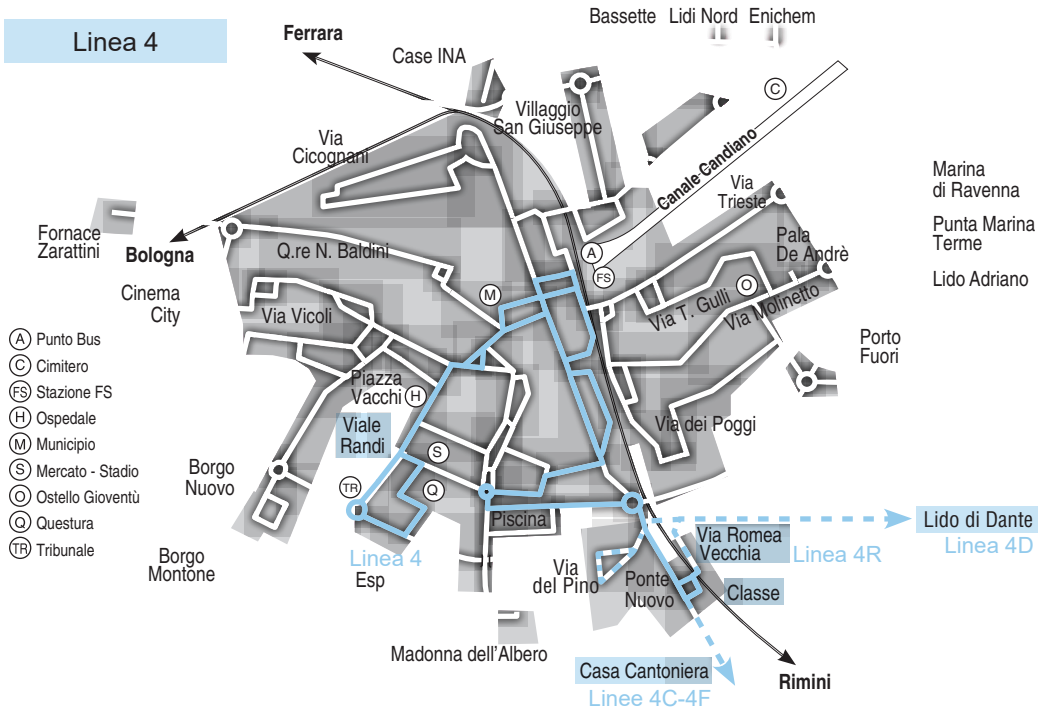 Linea 4
Ferrara
Case INA
Bassette
Lidi Nord
Enichem
C
Villaggio
San Giuseppe
Via
Cicognani
Canale Candiano
Via
Trieste
Marina
di Ravenna
Punta Marina
Terme
Lido Adriano
Fornace
Zarattini
Bologna
Q.re N. Baldini
A
FS
Pala
De Andrè
O
Cinema
City
M
Via T. Gulli
Via Molinetto
Via Vicoli
Porto
Fuori
A Punto Bus
C Cimitero
FS Stazione FS
H Ospedale
M Municipio
S Mercato - Stadio
O Ostello Gioventù
Q Questura
TR Tribunale
Piazza
Vacchi
H
Viale
Randi
Via dei Poggi
S
Borgo
Nuovo
TR
Q
Piscina
Lido di Dante
Linea 4D
Via Romea
Vecchia
Linea 4R
Linea 4
Esp
Borgo
Montone
Via
del Pino
Ponte
Nuovo
Classe
Madonna dell'Albero
Casa Cantoniera
Linee 4C-4F
Rimini